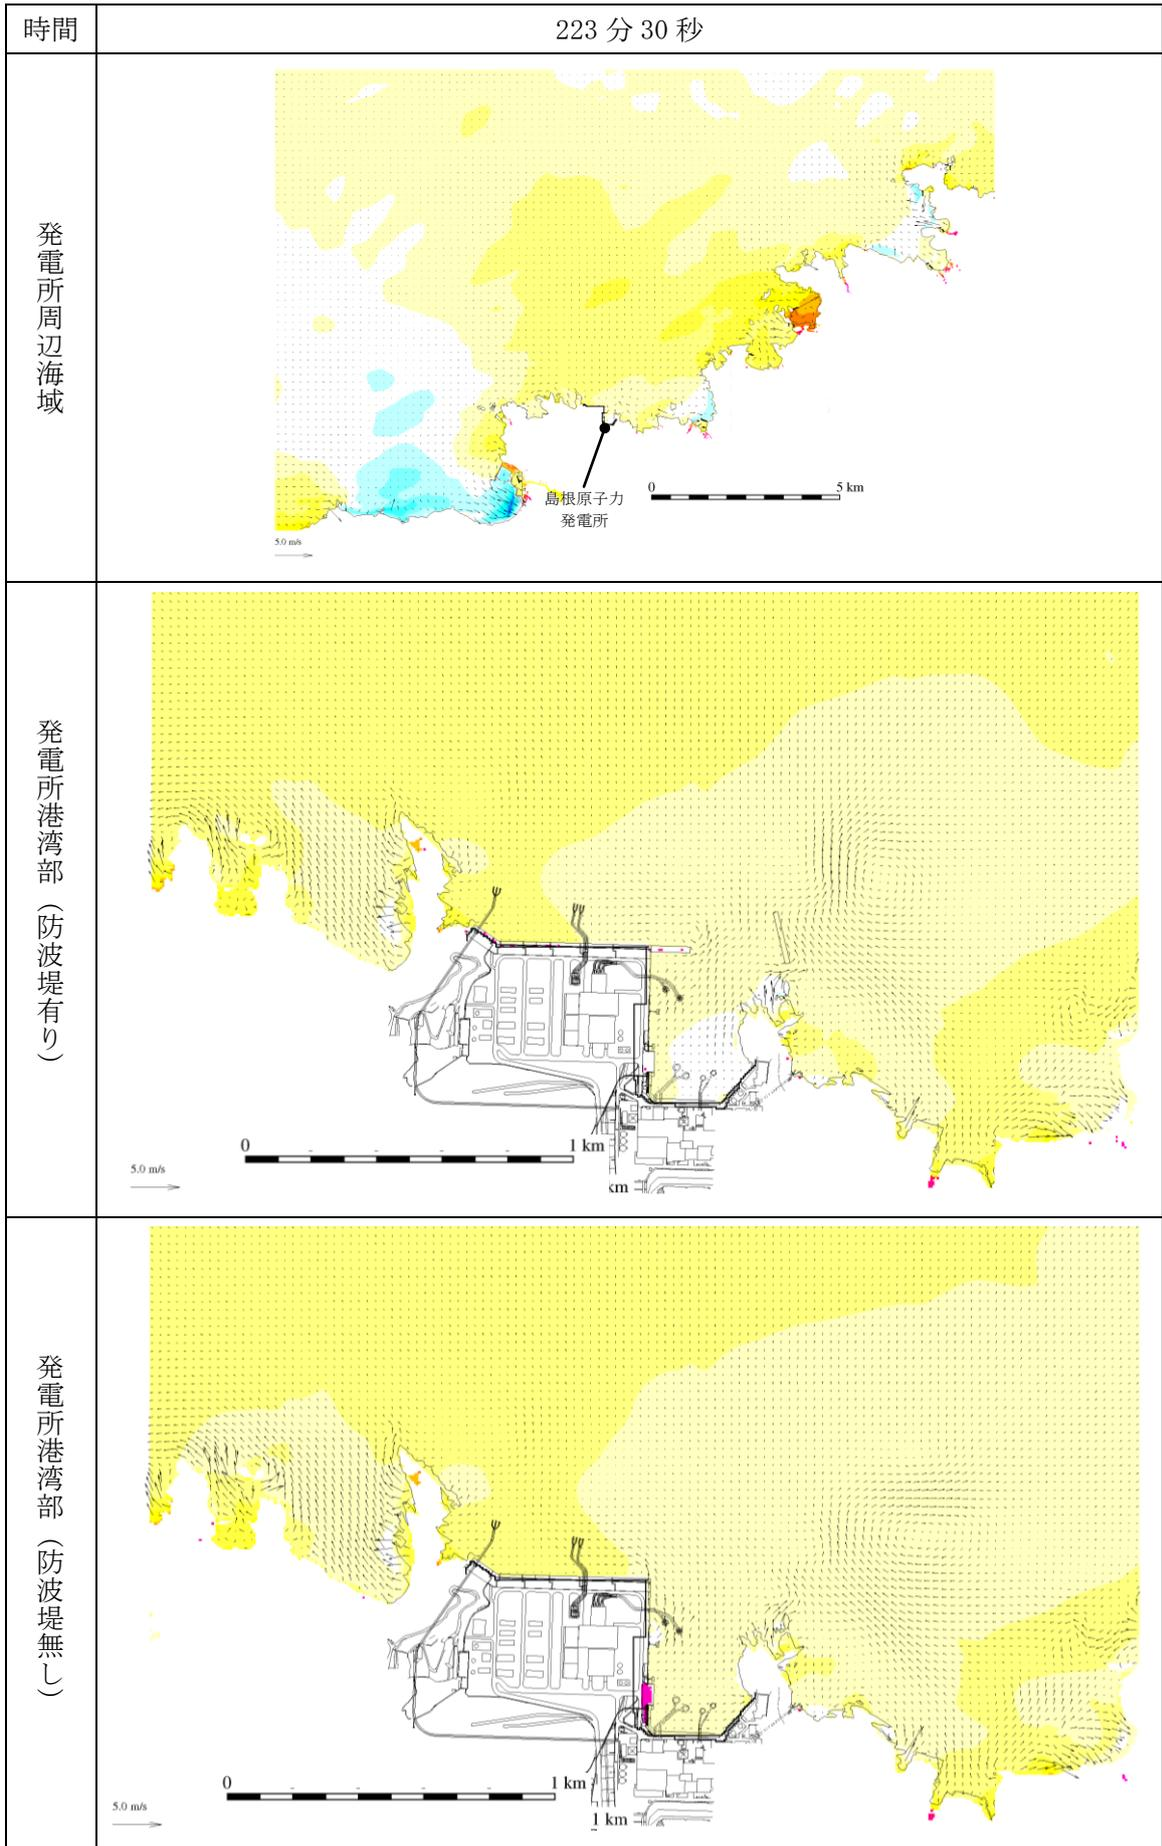 時間
223 分 30 秒
発電所周辺海域
島根原子力
発電所
0
5 km
5.0 m/s
発電所港湾部（防波堤有り）
0
1 km
km
5.0 m/s
発電所港湾部（防波堤無し）
0
1 km
1 km
5.0 m/s